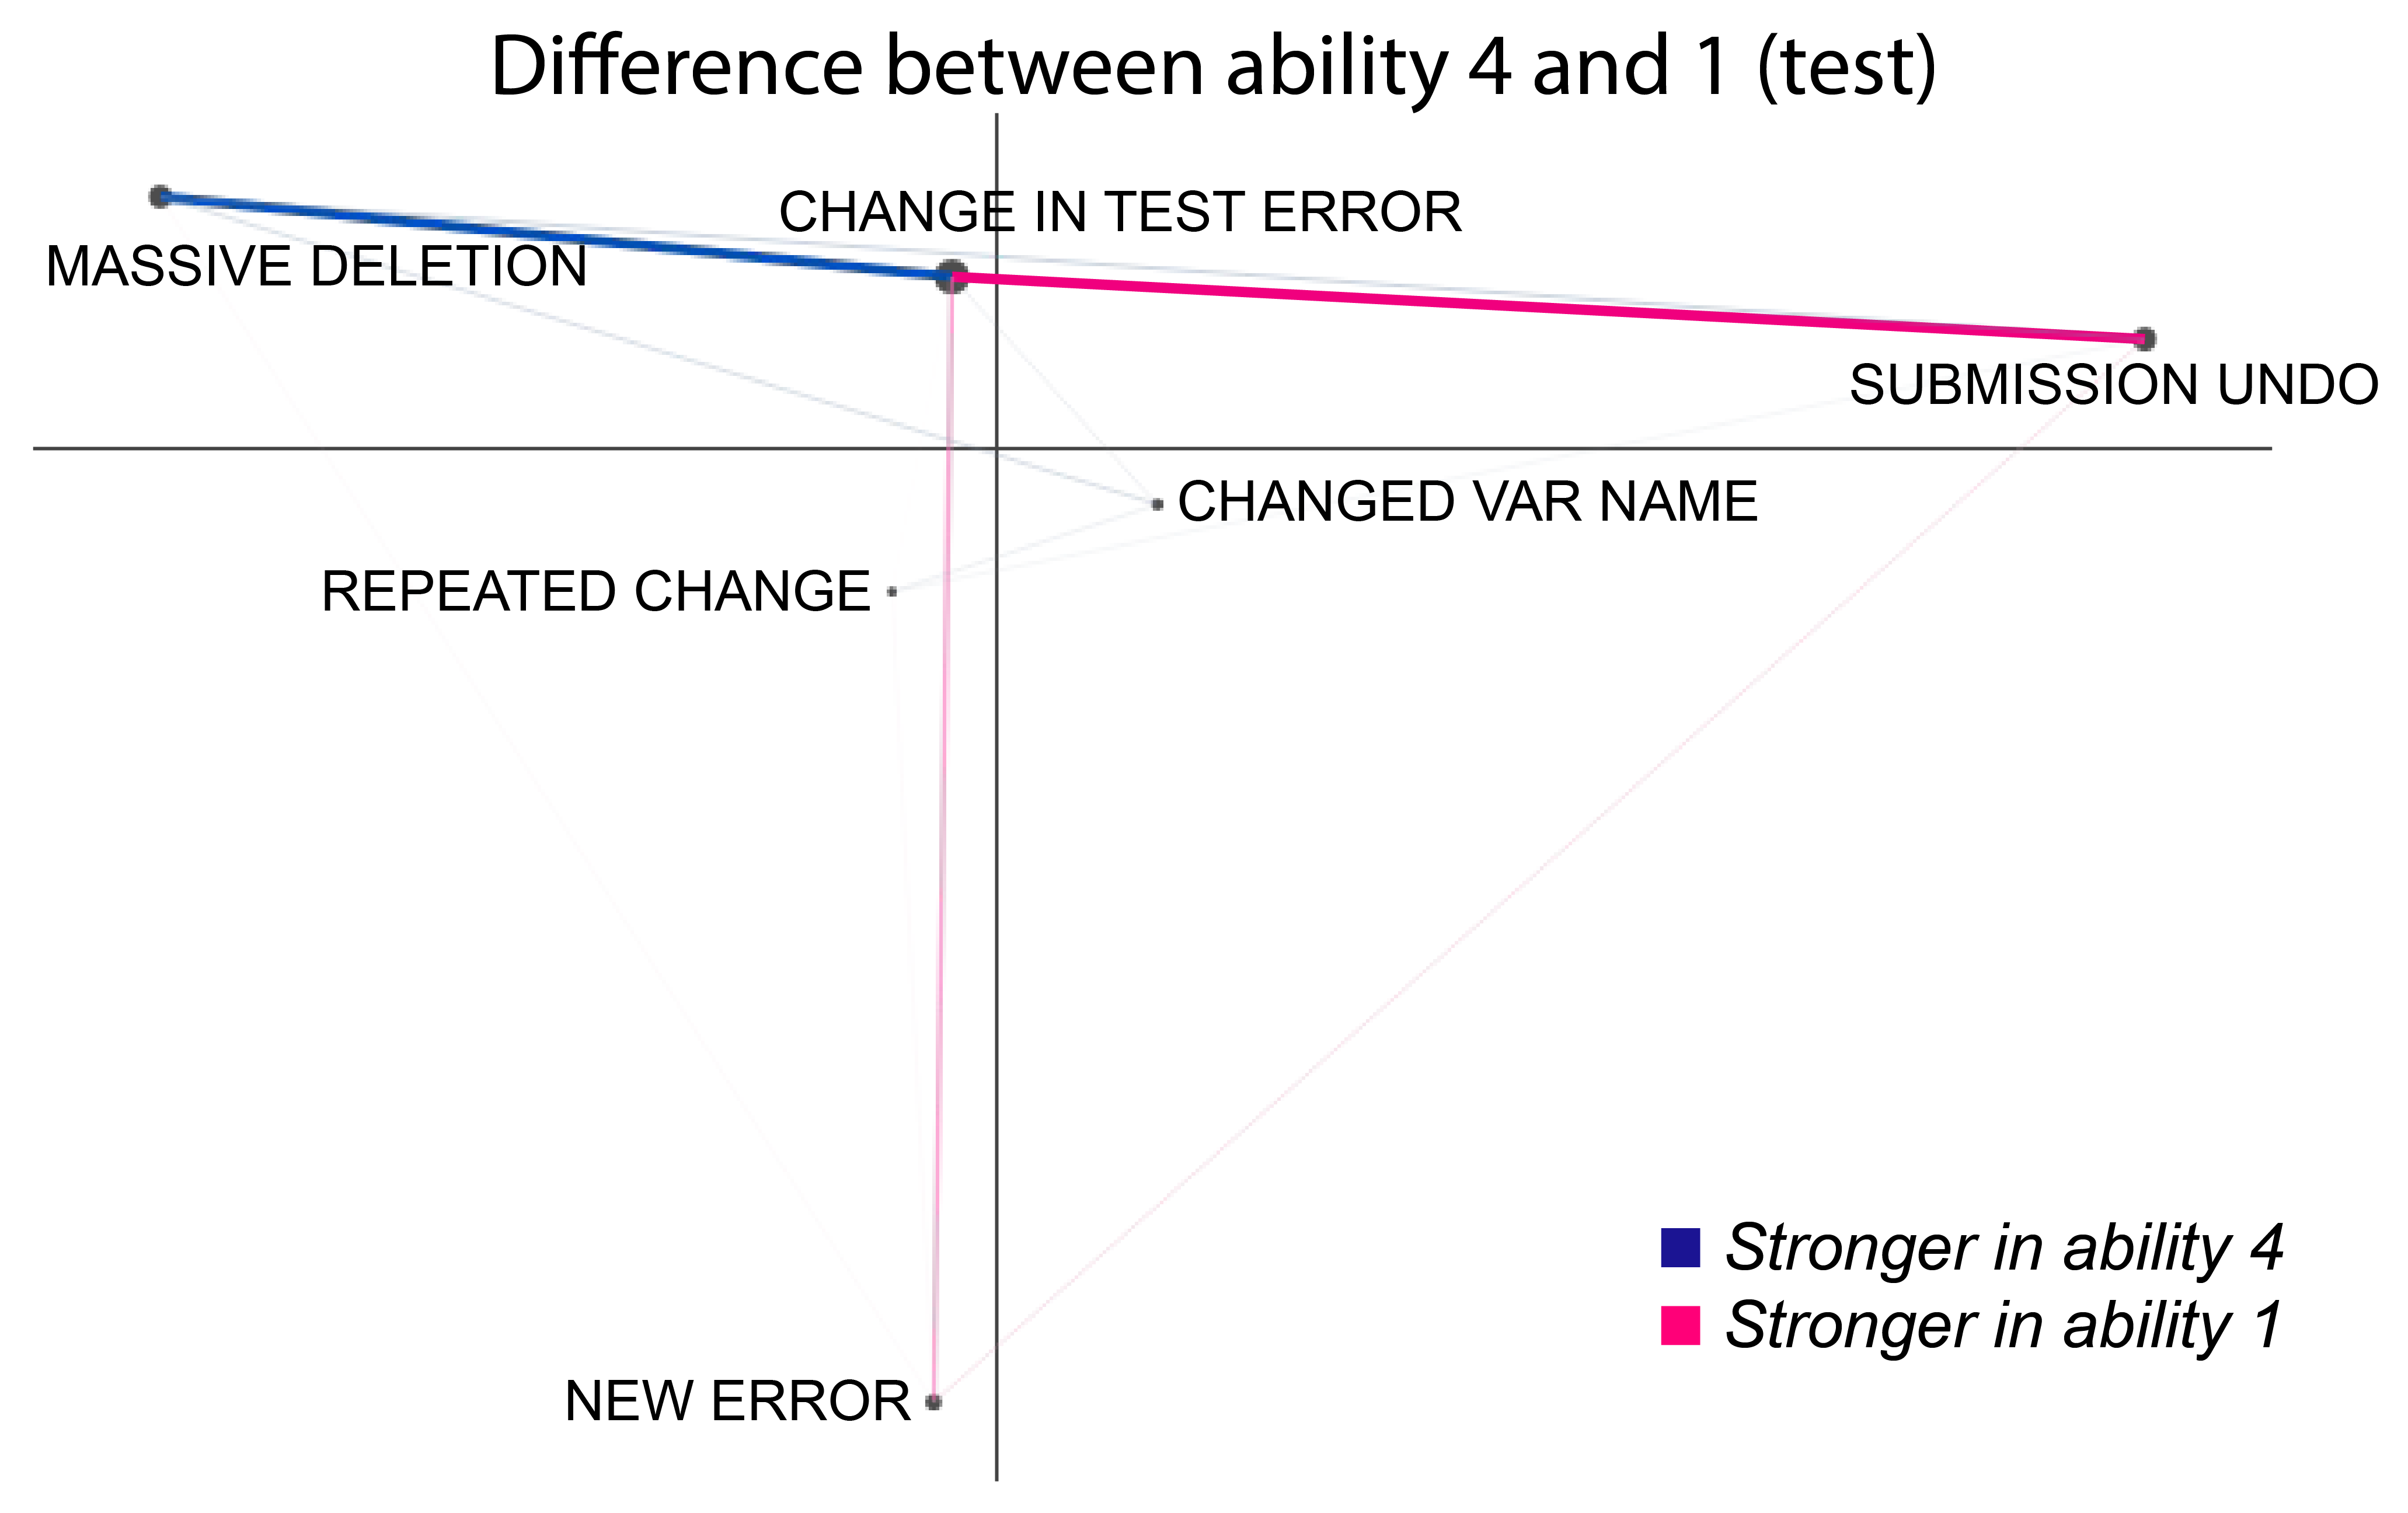 Difference between ability 4 and 1 (test)
CHANGE IN TEST ERROR
MASSIVE DELETION
SUBMISSION UNDO
CHANGED VAR NAME
REPEATED CHANGE
Stronger in ability 4
Stronger in ability 1
NEW ERROR